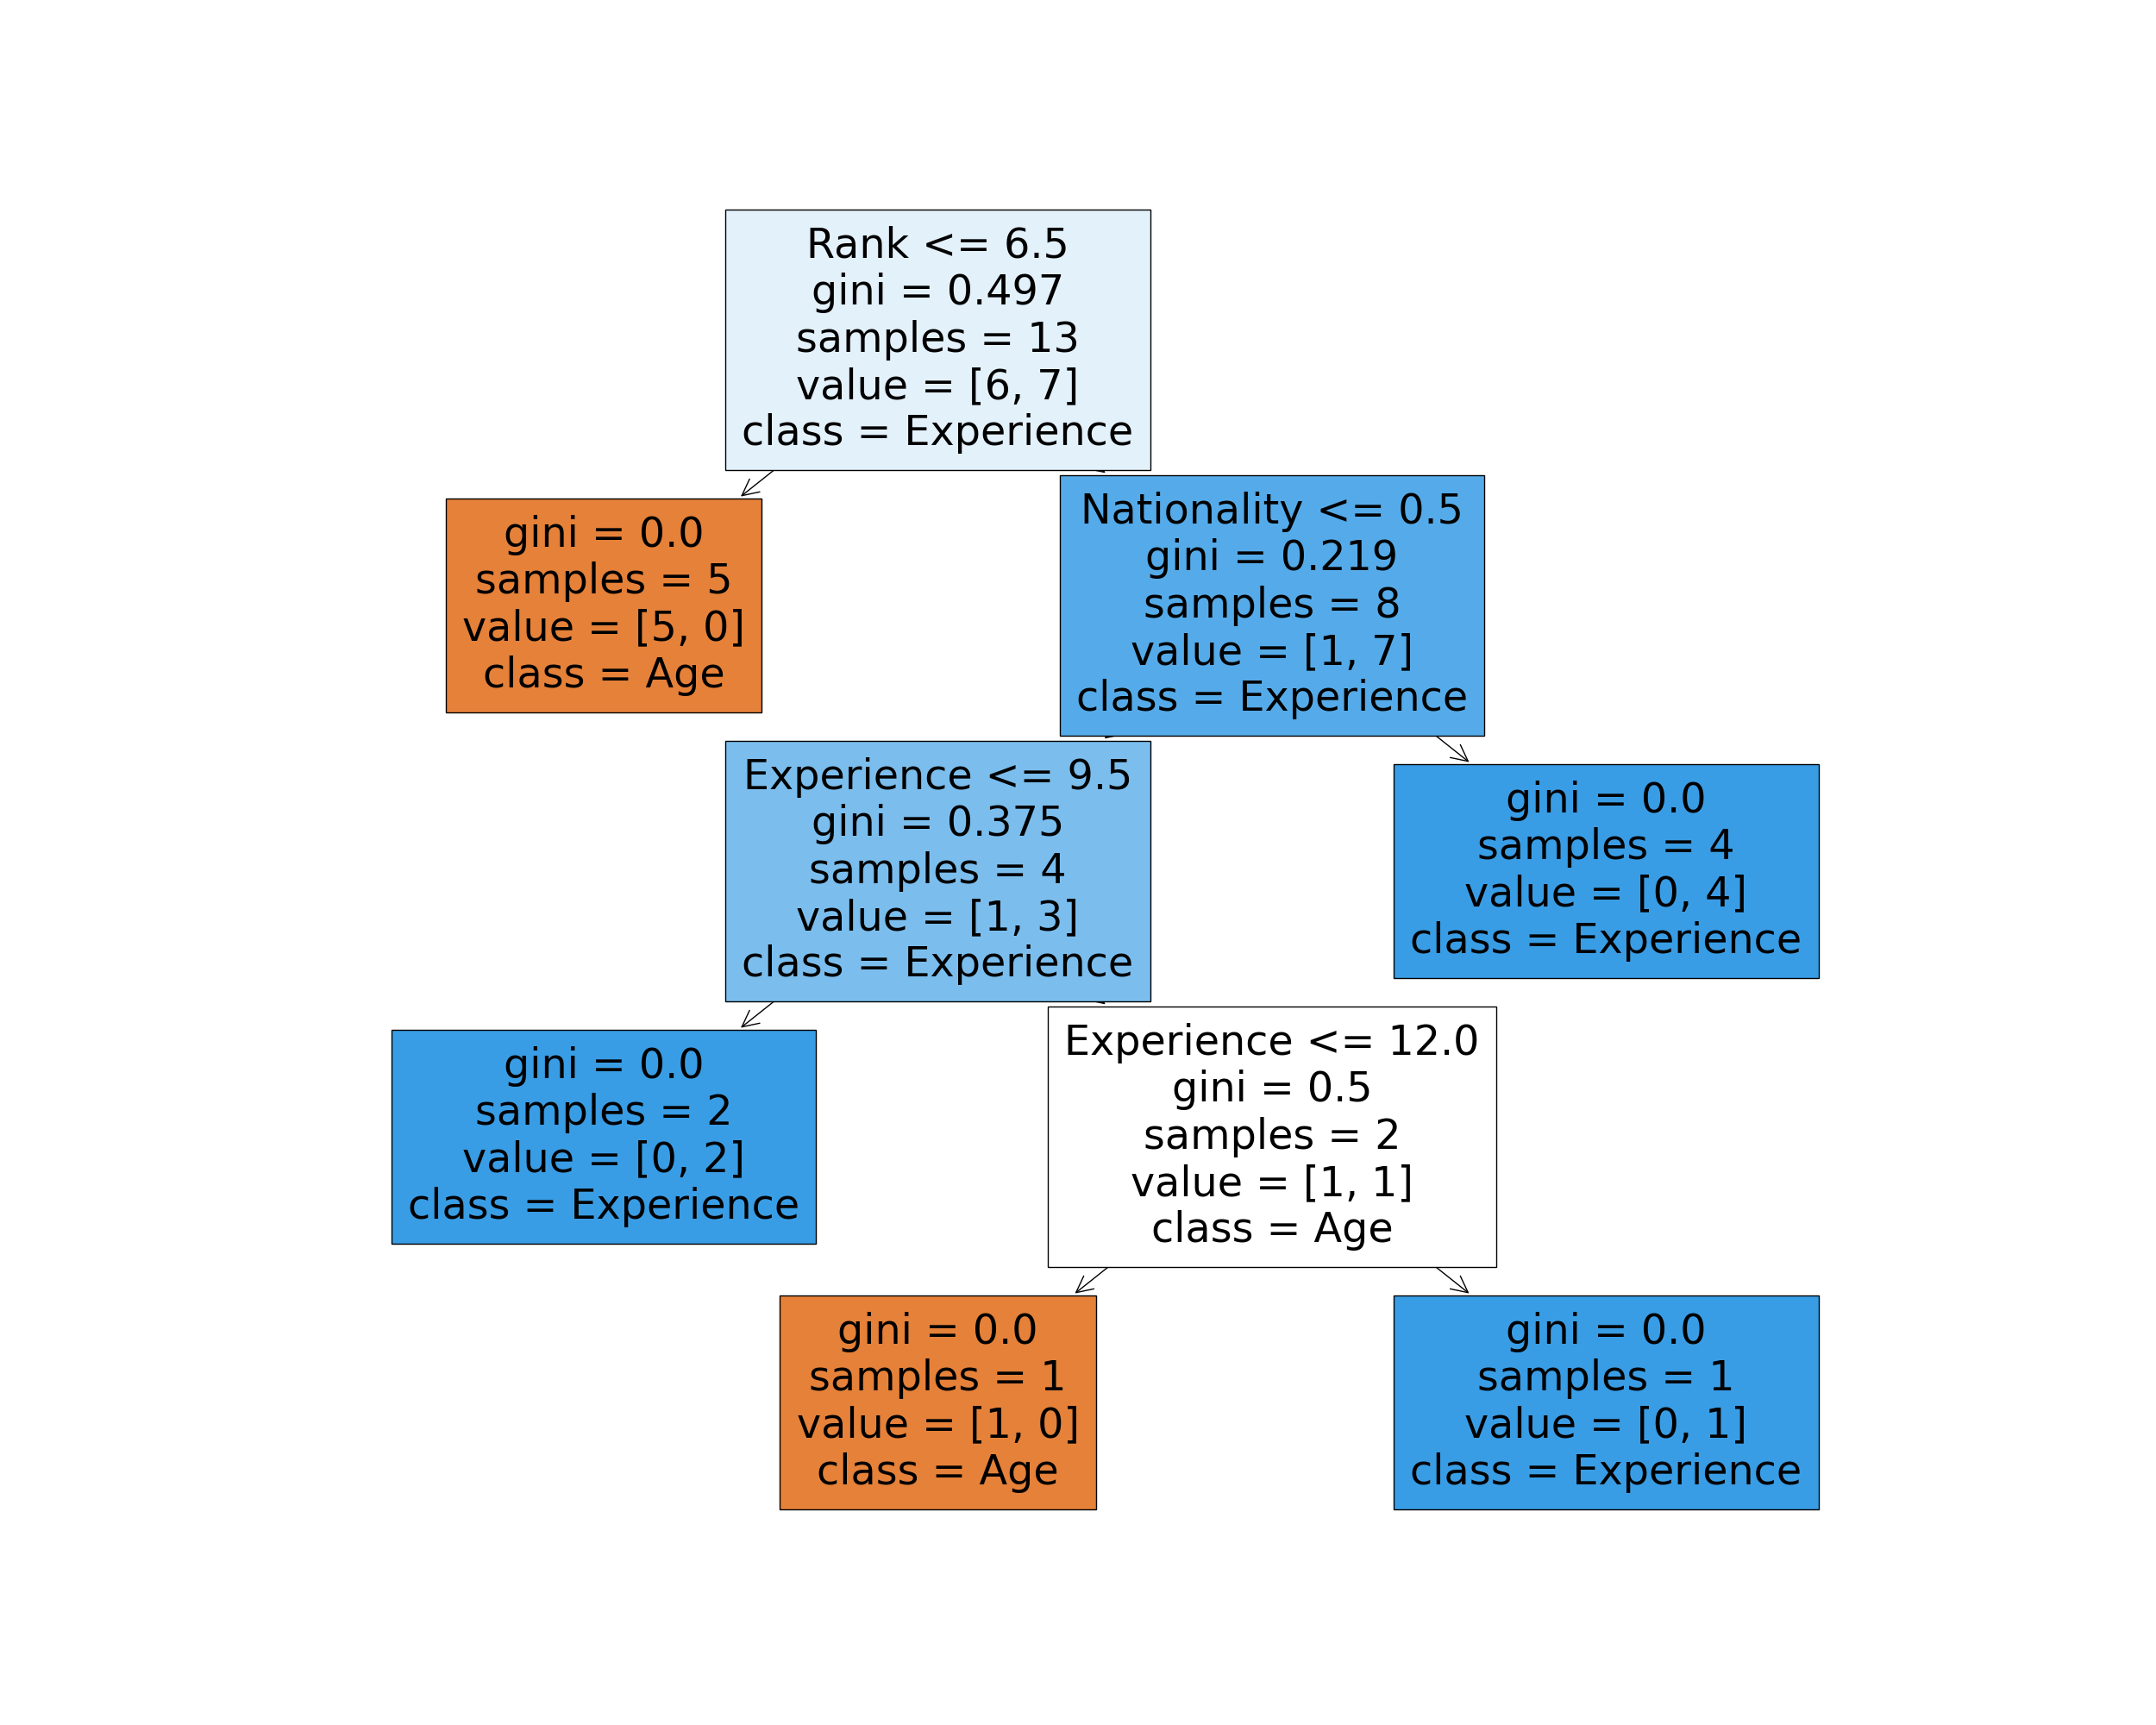 Rank <= 6.5
gini = 0.497
samples = 13
value = [6, 7]
class = Experience
gini = 0.0
samples = 5
value = [5, 0]
class = Age
Nationality <= 0.5
gini = 0.219
samples = 8
value = [1, 7]
class = Experience
Experience <= 9.5
gini = 0.375
samples = 4
value = [1, 3]
class = Experience
gini = 0.0
samples = 4
value = [0, 4]
class = Experience
gini = 0.0
samples = 2
value = [0, 2]
class = Experience
Experience <= 12.0
gini = 0.5
samples = 2
value = [1, 1]
class = Age
gini = 0.0
samples = 1
value = [1, 0]
class = Age
gini = 0.0
samples = 1
value = [0, 1]
class = Experience